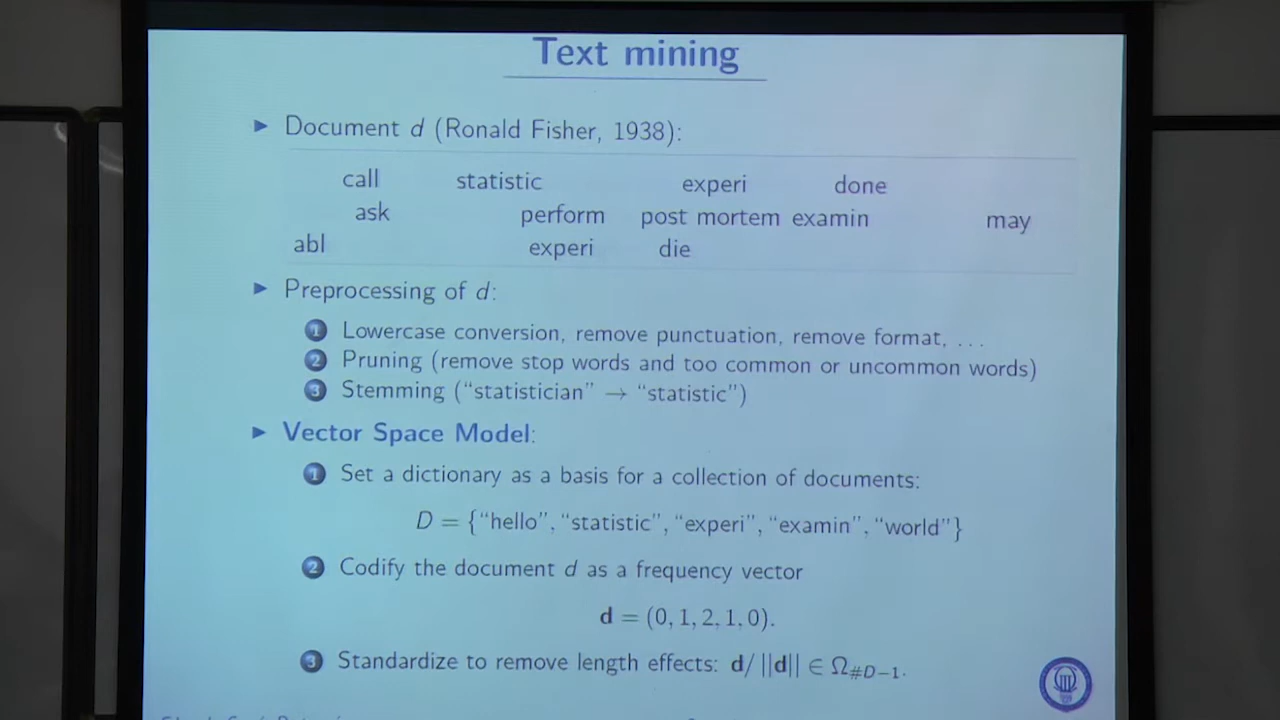 Text mining
Document d (Ronald Fisher, 1938):
call statistic experi done
ask perform post mortem examin may
abl experi die
Preprocessing of d:
1 Lowercase conversion, remove punctuation, remove format, ...
2 Pruning (remove stop words and too common or uncommon words)
3 Stemming (“statistician” → “statistic”)
Vector Space Model:
1 Set a dictionary as a basis for a collection of documents:
D = {“hello”, “statistic”, “experi”, “examin”, “world”}
2 Codify the document d as a frequency vector
d = (0, 1, 2, 1, 0).
3 Standardize to remove length effects: d/ ||d|| ∈ Ω#D−1.